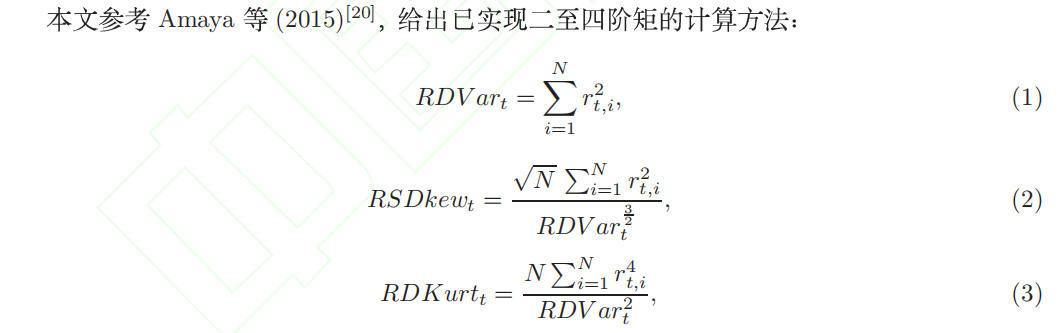 本文参考 Amaya 等 (2015)[20], 给出已实现二至四阶矩的计算方法:
RDVar_t = \sum_{i=1}^{N} r_{t,i}^{2}, (1)
RSDkew_t = \frac{\sqrt{N} \sum_{i=1}^{N} r_{t,i}^{2}}{RDVar_t^{\frac{3}{2}}}, (2)
RDKurt_t = \frac{N \sum_{i=1}^{N} r_{t,i}^{4}}{RDVar_t^{2}}, (3)